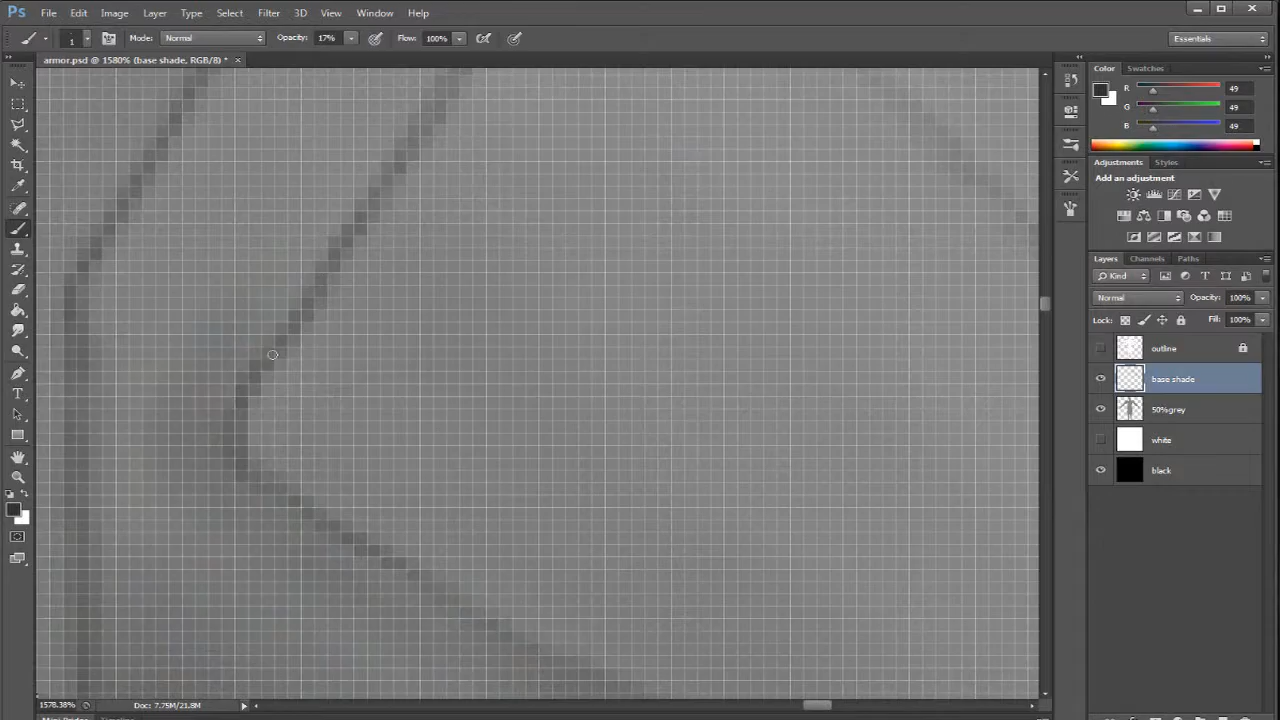 Ps File Edit Image Layer Type Select Filter 3D View Window Help
1 Mode: Normal Opacity: 17% Flow: 100% Essentials
armor.psd @ 1580% (base shade, RGB/8) * ×
Color Swatches
R 49
G 49
B 49
Adjustments Styles
Add an adjustment
Layers Channels Paths
Kind
Normal Opacity: 100%
Lock: Fill: 100%
outline
base shade
50%grey
white
black
1578.38% Doc: 7.75M/21.8M
Mini Bridge Timeline